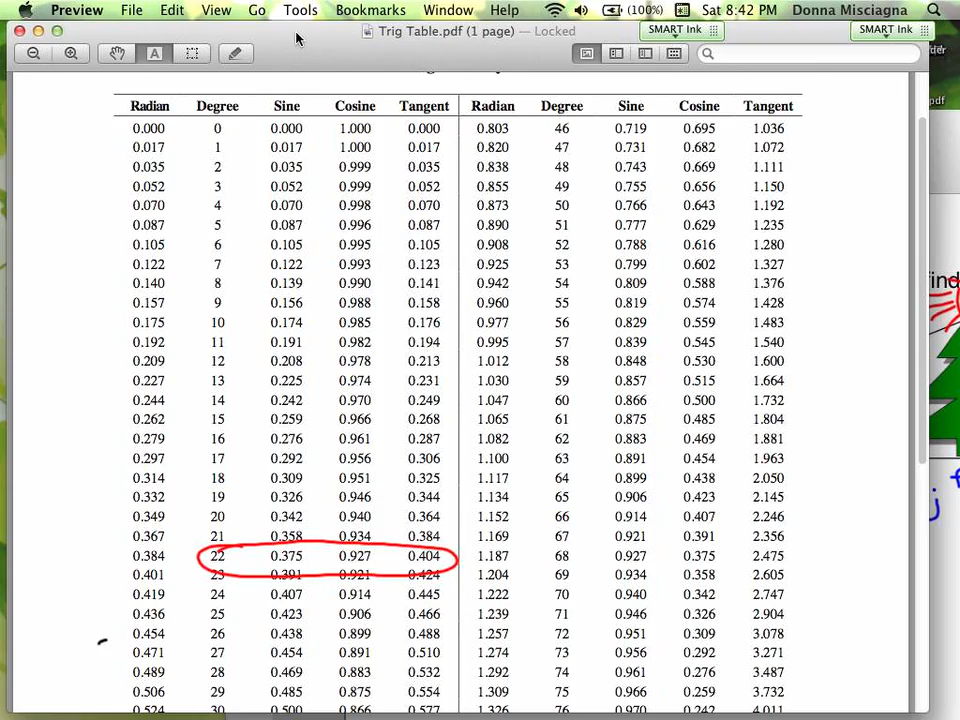 Preview File Edit View Go Tools Bookmarks Window Help (100%) Sat 8:42 PM Donna Misciagna
Trig Table.pdf (1 page) — Locked
SMART Ink SMART Ink
A
Radian Degree Sine Cosine Tangent Radian Degree Sine Cosine Tangent
0.000 0 0.000 1.000 0.000 0.803 46 0.719 0.695 1.036
0.017 1 0.017 1.000 0.017 0.820 47 0.731 0.682 1.072
0.035 2 0.035 0.999 0.035 0.838 48 0.743 0.669 1.111
0.052 3 0.052 0.999 0.052 0.855 49 0.755 0.656 1.150
0.070 4 0.070 0.998 0.070 0.873 50 0.766 0.643 1.192
0.087 5 0.087 0.996 0.087 0.890 51 0.777 0.629 1.235
0.105 6 0.105 0.995 0.105 0.908 52 0.788 0.616 1.280
0.122 7 0.122 0.993 0.123 0.925 53 0.799 0.602 1.327
0.140 8 0.139 0.990 0.141 0.942 54 0.809 0.588 1.376
0.157 9 0.156 0.988 0.158 0.960 55 0.819 0.574 1.428
0.175 10 0.174 0.985 0.176 0.977 56 0.829 0.559 1.483
0.192 11 0.191 0.982 0.194 0.995 57 0.839 0.545 1.540
0.209 12 0.208 0.978 0.213 1.012 58 0.848 0.530 1.600
0.227 13 0.225 0.974 0.231 1.030 59 0.857 0.515 1.664
0.244 14 0.242 0.970 0.249 1.047 60 0.866 0.500 1.732
0.262 15 0.259 0.966 0.268 1.065 61 0.875 0.485 1.804
0.279 16 0.276 0.961 0.287 1.082 62 0.883 0.469 1.881
0.297 17 0.292 0.956 0.306 1.100 63 0.891 0.454 1.963
0.314 18 0.309 0.951 0.325 1.117 64 0.899 0.438 2.050
0.332 19 0.326 0.946 0.344 1.134 65 0.906 0.423 2.145
0.349 20 0.342 0.940 0.364 1.152 66 0.914 0.407 2.246
0.367 21 0.358 0.934 0.384 1.169 67 0.921 0.391 2.356
0.384 22 0.375 0.927 0.404 1.187 68 0.927 0.375 2.475
0.401 23 0.391 0.921 0.424 1.204 69 0.934 0.358 2.605
0.419 24 0.407 0.914 0.445 1.222 70 0.940 0.342 2.747
0.436 25 0.423 0.906 0.466 1.239 71 0.946 0.326 2.904
0.454 26 0.438 0.899 0.488 1.257 72 0.951 0.309 3.078
0.471 27 0.454 0.891 0.510 1.274 73 0.956 0.292 3.271
0.489 28 0.469 0.883 0.532 1.292 74 0.961 0.276 3.487
0.506 29 0.485 0.875 0.554 1.309 75 0.966 0.259 3.732
0.524 30 0.500 0.866 0.577 1.326 76 0.970 0.242 4.011
pdf
find